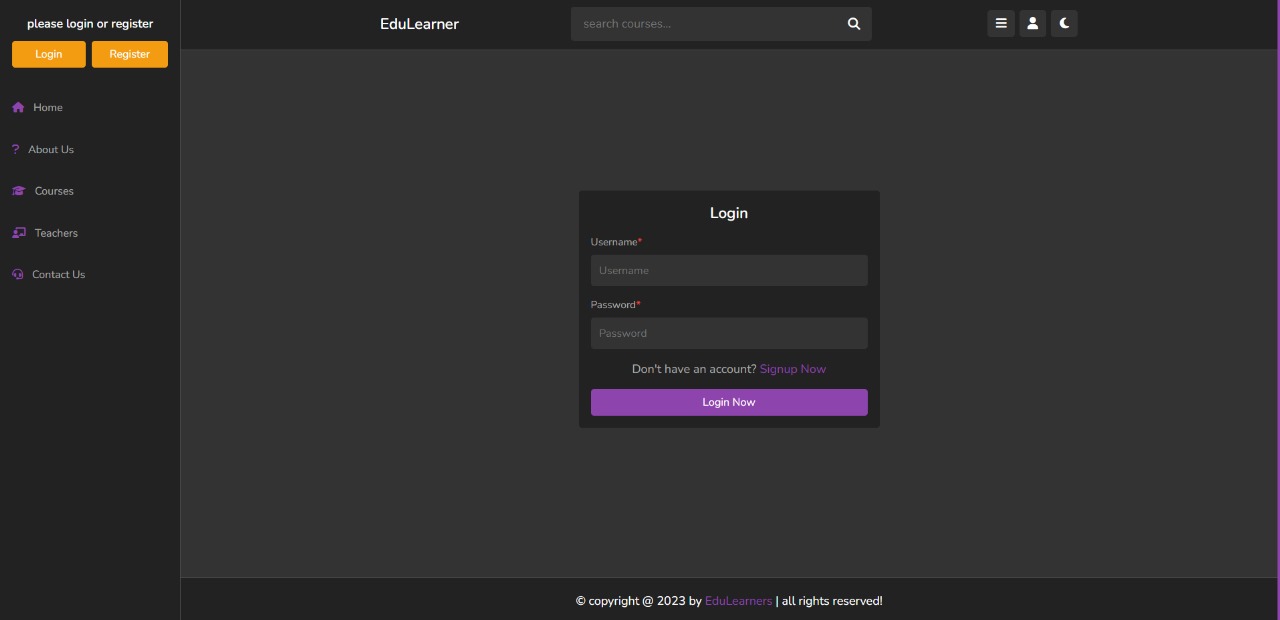 please login or register
Login Register
Home
? About Us
Courses
Teachers
Contact Us
EduLearner
search courses...
Login
Username*
Username
Password*
Password
Don't have an account? Signup Now
Login Now
© copyright @ 2023 by EduLearners | all rights reserved!